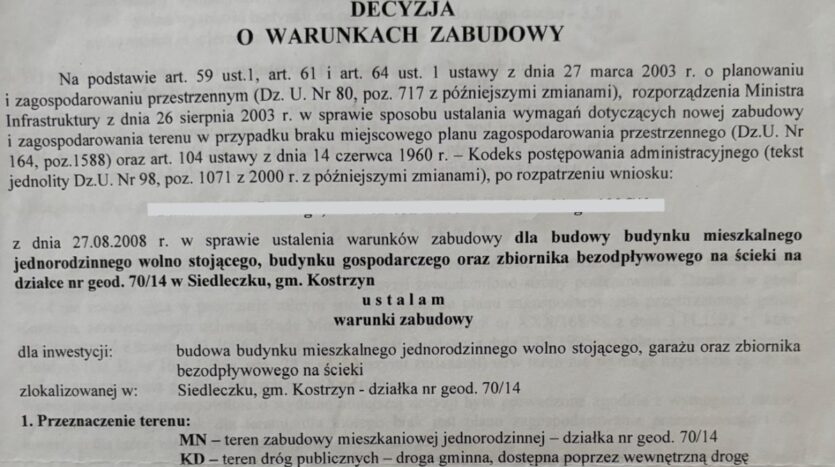 DECYZJA
O WARUNKACH ZABUDOWY
Na podstawie art. 59 ust.1, art. 61 i art. 64 ust. 1 ustawy z dnia 27 marca 2003 r. o planowaniu
i zagospodarowaniu przestrzennym (Dz. U. Nr 80, poz. 717 z późniejszymi zmianami), rozporządzenia Ministra
Infrastruktury z dnia 26 sierpnia 2003 r. w sprawie sposobu ustalania wymagań dotyczących nowej zabudowy
i zagospodarowania terenu w przypadku braku miejscowego planu zagospodarowania przestrzennego (Dz.U. Nr
164, poz.1588) oraz art. 104 ustawy z dnia 14 czerwca 1960 r. – Kodeks postępowania administracyjnego (tekst
jednolity Dz.U. Nr 98, poz. 1071 z 2000 r. z późniejszymi zmianami), po rozpatrzeniu wniosku:
z dnia 27.08.2008 r. w sprawie ustalenia warunków zabudowy dla budowy budynku mieszkalnego
jednorodzinnego wolno stojącego, budynku gospodarczego oraz zbiornika bezodpływowego na ścieki na
działce nr geod. 70/14 w Siedleczku, gm. Kostrzyn
u s t a l a m
warunki zabudowy
dla inwestycji: budowa budynku mieszkalnego jednorodzinnego wolno stojącego, garażu oraz zbiornika
bezodpływowego na ścieki
zlokalizowanej w: Siedleczku, gm. Kostrzyn - działka nr geod. 70/14
1. Przeznaczenie terenu:
MN – teren zabudowy mieszkaniowej jednorodzinnej – działka nr geod. 70/14
KD – teren dróg publicznych – droga gminna, dostępna poprzez wewnętrzną drogę